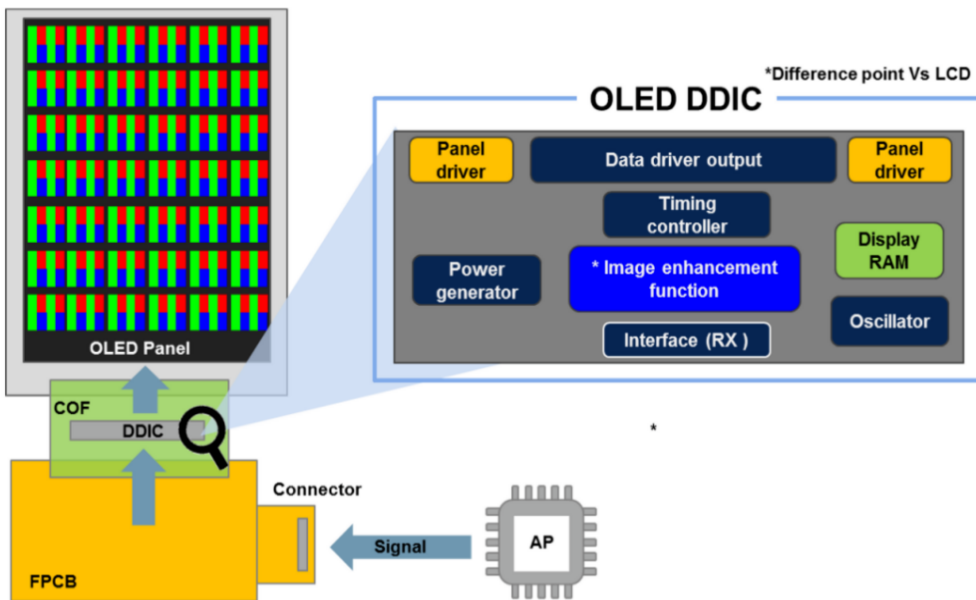 *Difference point Vs LCD
OLED DDIC
Panel
driver
Data driver output
Panel
driver
Timing
controller
Display
RAM
Power
generator
* Image enhancement
function
Oscillator
Interface (RX )
OLED Panel
COF
DDIC
*
Connector
Signal
AP
FPCB